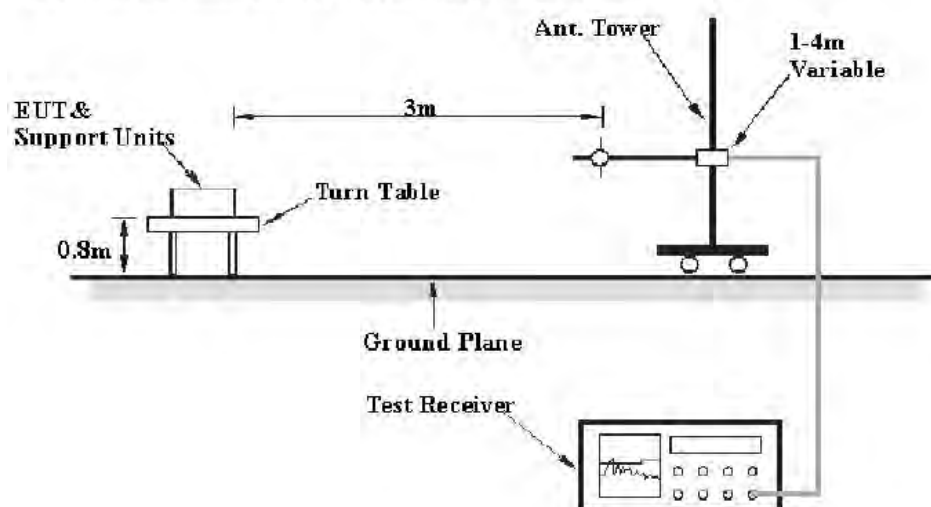 Ant. Tower
1-4m
Variable
EUT&
Support Units
3m
Turn Table
0.8m
Ground Plane
Test Receiver